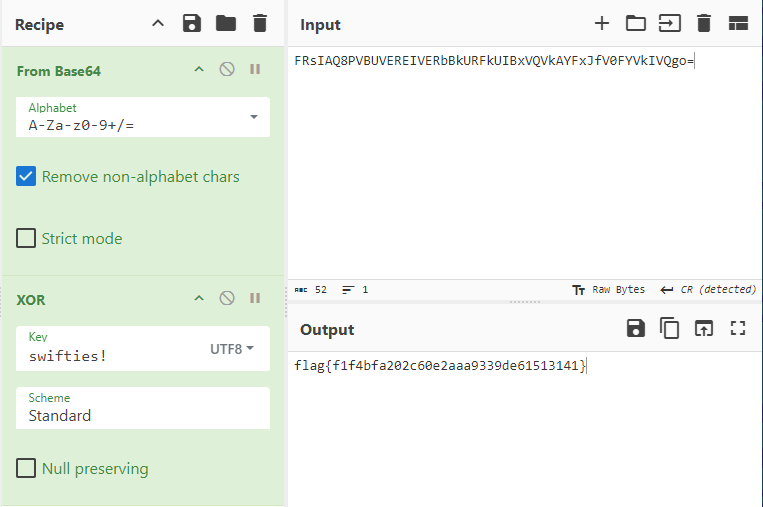 Recipe
From Base64
Alphabet
A-Za-z0-9+/=
Remove non-alphabet chars
Strict mode
XOR
Key
swifties!
UTF8
Scheme
Standard
Null preserving
Input
FRsIAQ8PVBUVEREIVERbBkURFkUIBxVQVkAYFxJfV0FYVkIVQgo=
ABC 52 1 Tт Raw Bytes CR (detected)
Output
flag{f1f4bfa202c60e2aaa9339de61513141}